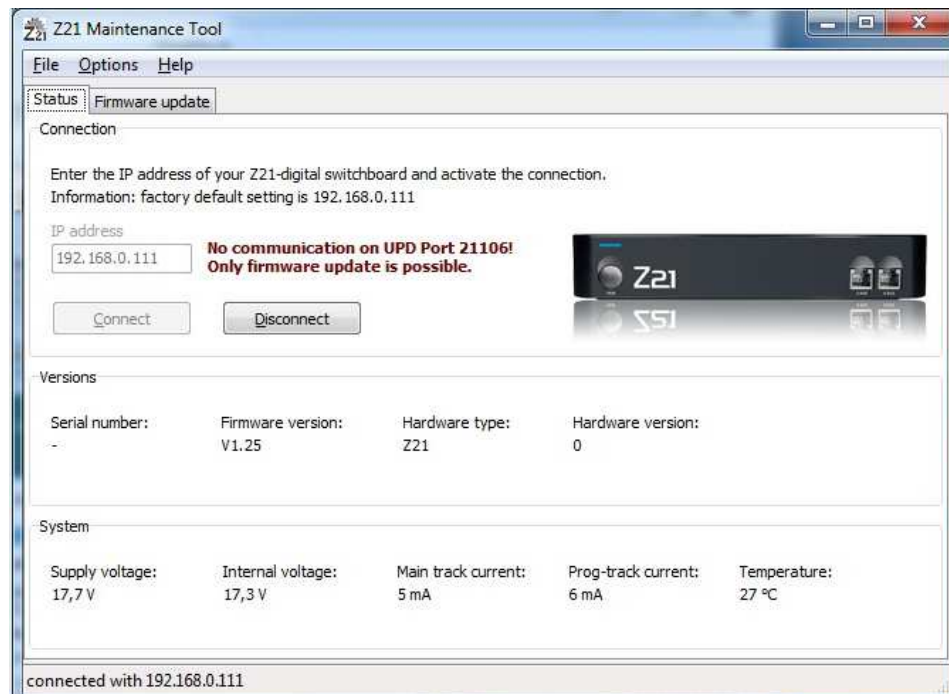 Z21 Maintenance Tool
File Options Help
Status Firmware update
Connection
Enter the IP address of your Z21-digital switchboard and activate the connection.
Information: factory default setting is 192.168.0.111
IP address
192.168.0.111
No communication on UPD Port 21106!
Only firmware update is possible.
Connect Disconnect
Z21
Versions
Serial number: Firmware version: Hardware type: Hardware version:
- V1.25 Z21 0
System
Supply voltage: Internal voltage: Main track current: Prog-track current: Temperature:
17,7 V 17,3 V 5 mA 6 mA 27 °C
connected with 192.168.0.111